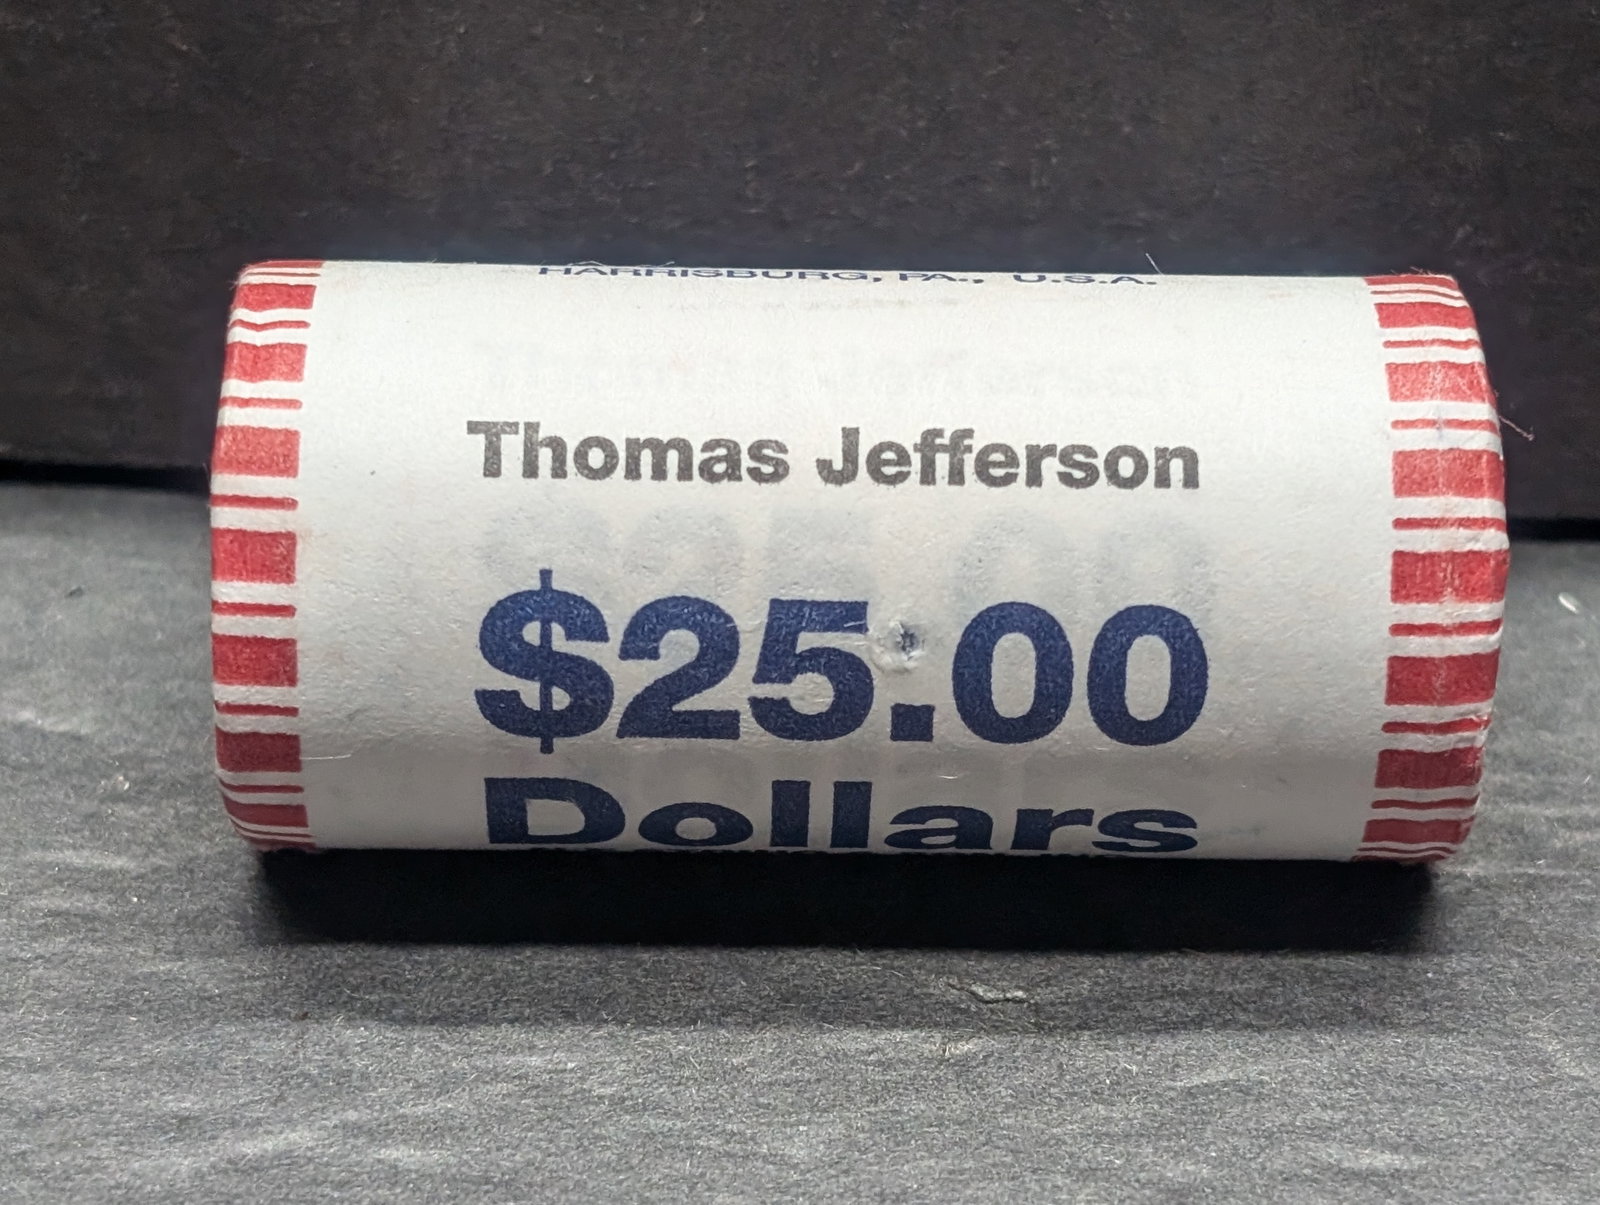 HARRISBURG, PA., U.S.A.
Thomas Jefferson
$25.00
Dollars